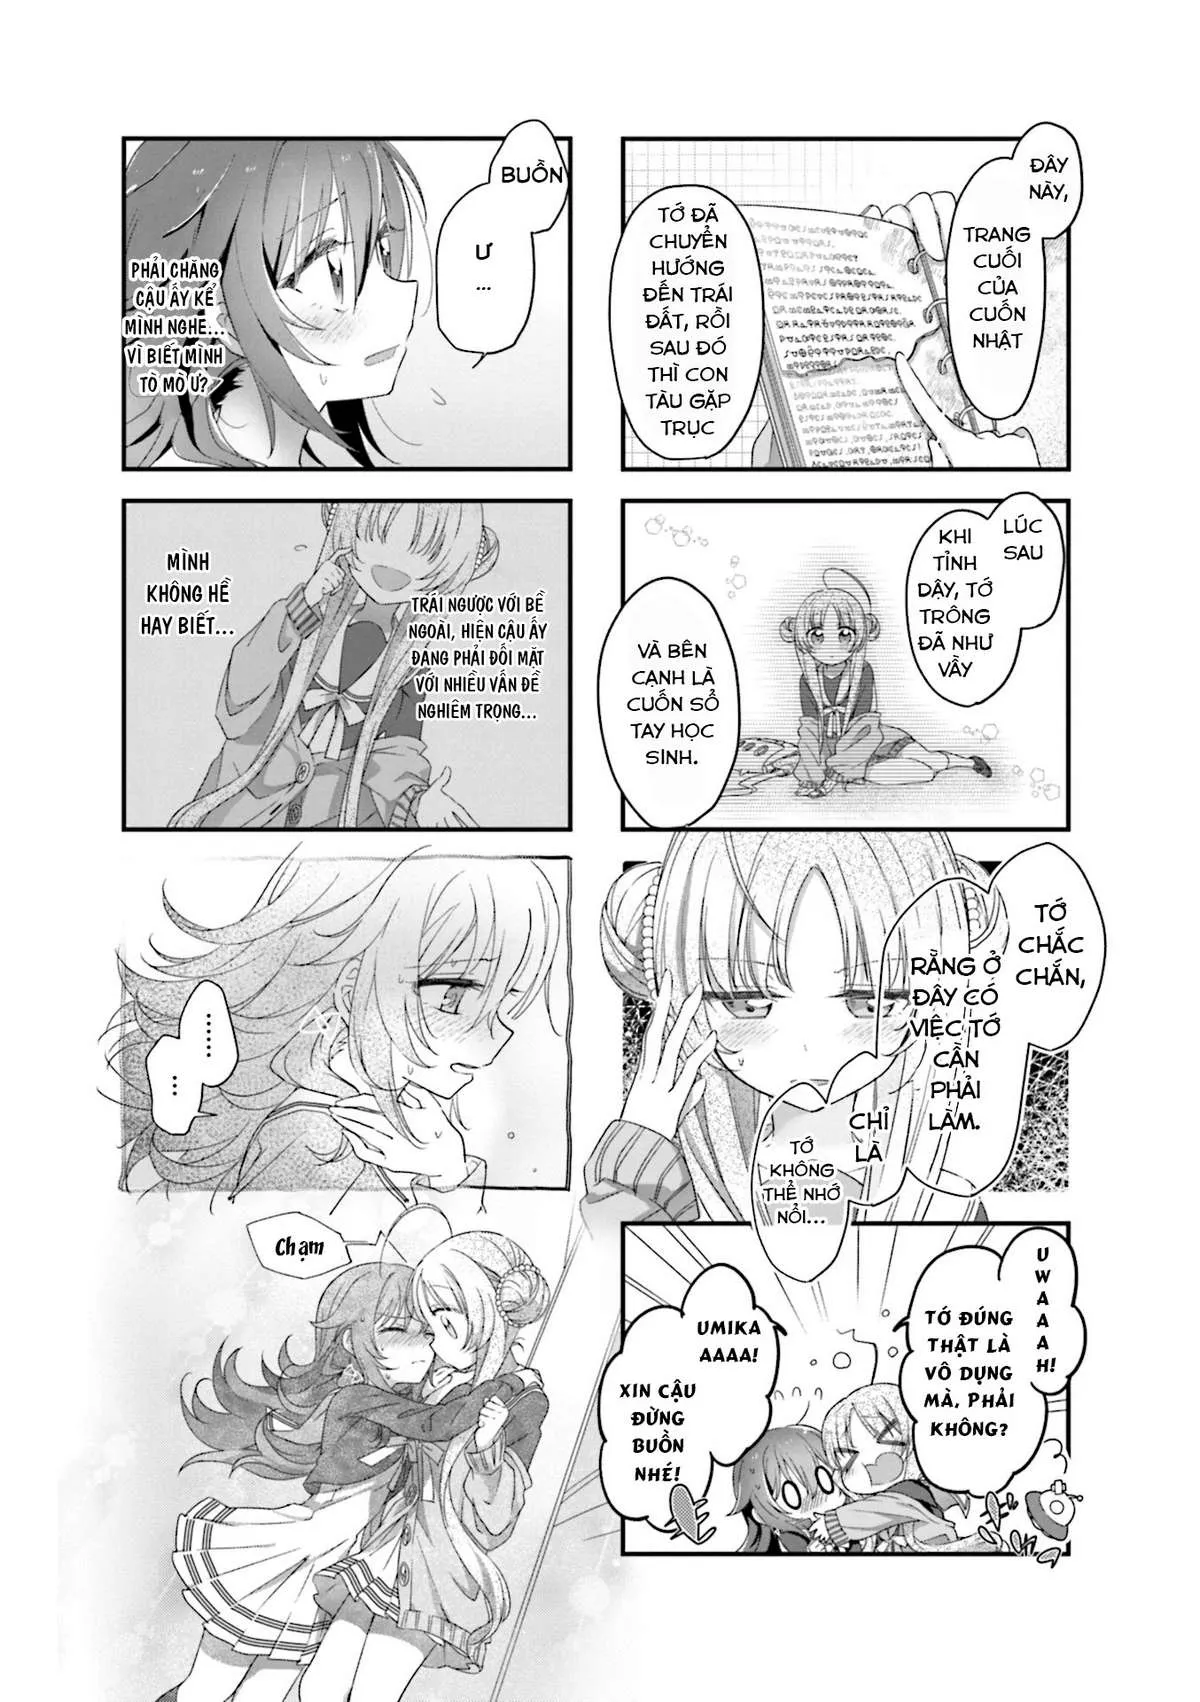 ĐÂY
NÀY,
TRANG
CUỐI
CỦA
CUỐN
NHẬT
TỚ ĐÃ
CHUYỂN
HƯỚNG
ĐẾN TRÁI
ĐẤT, RỒI
SAU ĐÓ
THÌ CON
TÀU GẶP
TRỤC
LÚC
SAU
KHI
TỈNH
DẬY, TỚ
TRÔNG
ĐÃ NHƯ
VẦY
VÀ BÊN
CẠNH LÀ
CUỐN SỔ
TAY HỌC
SINH.
TỚ
CHẮC
CHẮN,
RẰNG Ở
ĐÂY CÓ
VIỆC TỚ
CẦN
PHẢI
LÀM.
CHỈ
LÀ
TỚ
KHÔNG
THỂ NHỚ
NỔI...
UWAAAH!
TỚ ĐÚNG
THẬT LÀ
VÔ DỤNG
MÀ, PHẢI
KHÔNG?
UMIKA
AAAA!
XIN CẬU
ĐỪNG
BUỒN
NHÉ!
BUỒN
Ư
...
PHẢI CHĂNG
CẬU ẤY KỂ
MÌNH NGHE...
VÌ BIẾT MÌNH
TÒ MÒ Ư?
TRÁI NGƯỢC VỚI BỀ
NGOÀI, HIỆN CẬU ẤY
ĐANG PHẢI ĐỐI MẶT
VỚI NHIỀU VẤN ĐỀ
NGHIÊM TRỌNG...
MÌNH
KHÔNG HỀ
HAY BIẾT...
......
...
Chạm